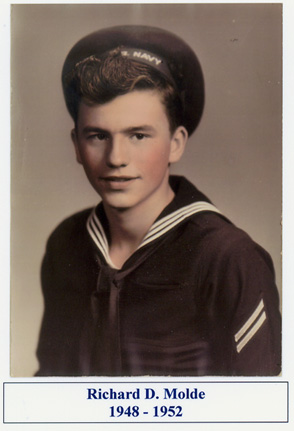 S. NAVY
Richard D. Molde
1948 - 1952